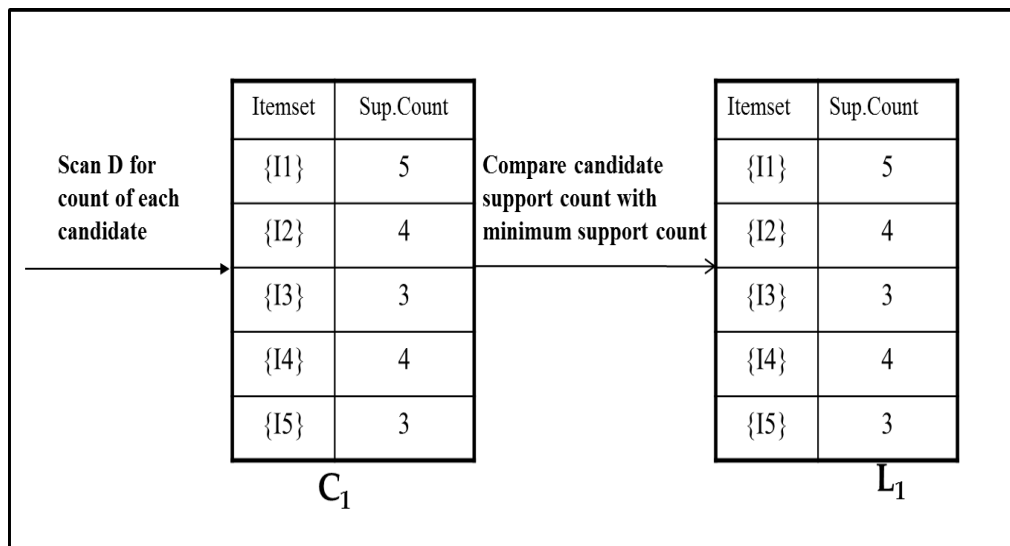 Itemset Sup.Count
{I1} 5
{I2} 4
{I3} 3
{I4} 4
{I5} 3
C1
Scan D for
count of each
candidate
Compare candidate
support count with
minimum support count
Itemset Sup.Count
{I1} 5
{I2} 4
{I3} 3
{I4} 4
{I5} 3
L1